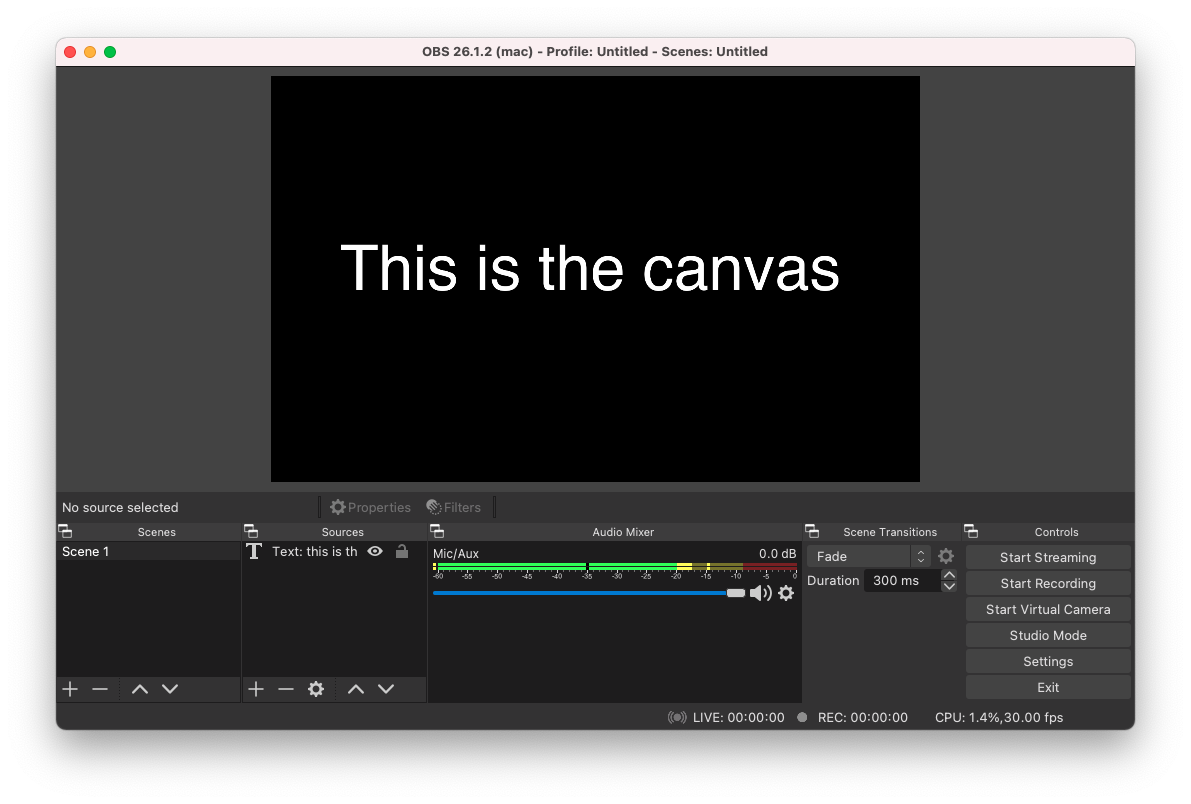 OBS 26.1.2 (mac) - Profile: Untitled - Scenes: Untitled
This is the canvas
No source selected
Properties
Filters
Scenes
Sources
Audio Mixer
Scene Transitions
Controls
Scene 1
Text: this is th
Mic/Aux
0.0 dB
-60 -55 -50 -45 -40 -35 -30 -25 -20 -15 -10 -5 0
Fade
Duration
300 ms
Start Streaming
Start Recording
Start Virtual Camera
Studio Mode
Settings
Exit
LIVE: 00:00:00
REC: 00:00:00
CPU: 1.4%,30.00 fps